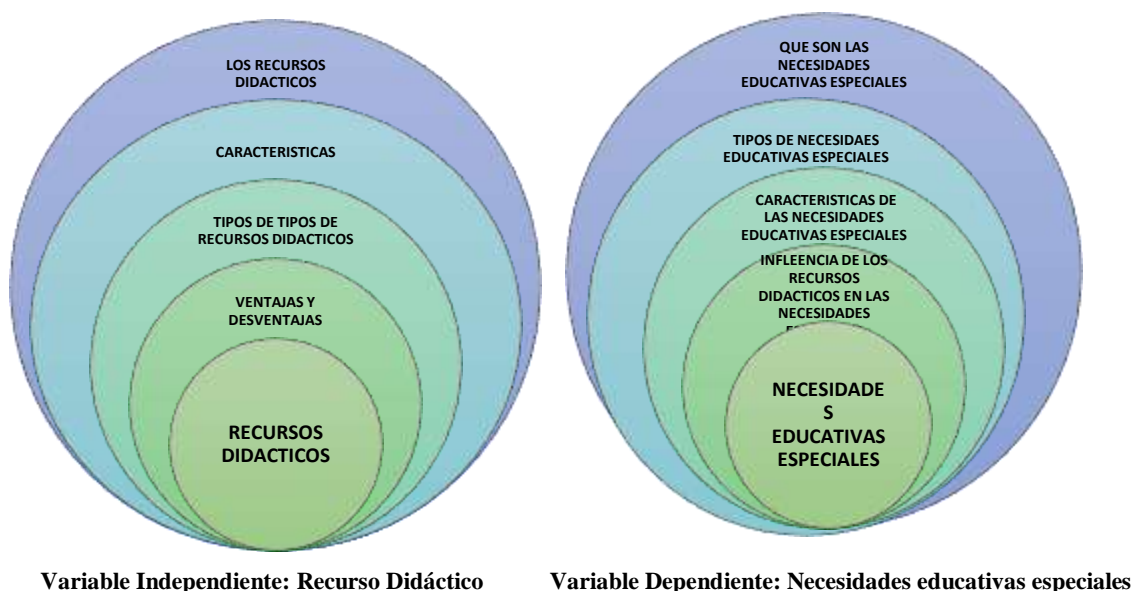 LOS RECURSOS
DIDACTICOS
CARACTERISTICAS
TIPOS DE TIPOS DE
RECURSOS DIDACTICOS
VENTAJAS Y
DESVENTAJAS
RECURSOS
DIDACTICOS
Variable Independiente: Recurso Didáctico
QUE SON LAS
NECESIDADES
EDUCATIVAS ESPECIALES
TIPOS DE NECESIDAES
EDUCATIVAS ESPECIALES
CARACTERISTICAS DE
LAS NECESIDADES
EDUCATIVAS ESPECIALES
INFLEENCIA DE LOS
RECURSOS
DIDACTICOS EN LAS
NECESIDADES
NECESIDADE
S
EDUCATIVAS
ESPECIALES
Variable Dependiente: Necesidades educativas especiales